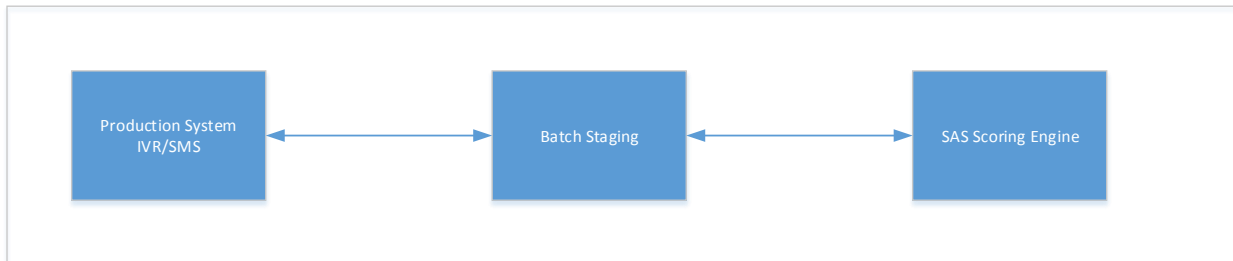 Production System
IVR/SMS
Batch Staging
SAS Scoring Engine